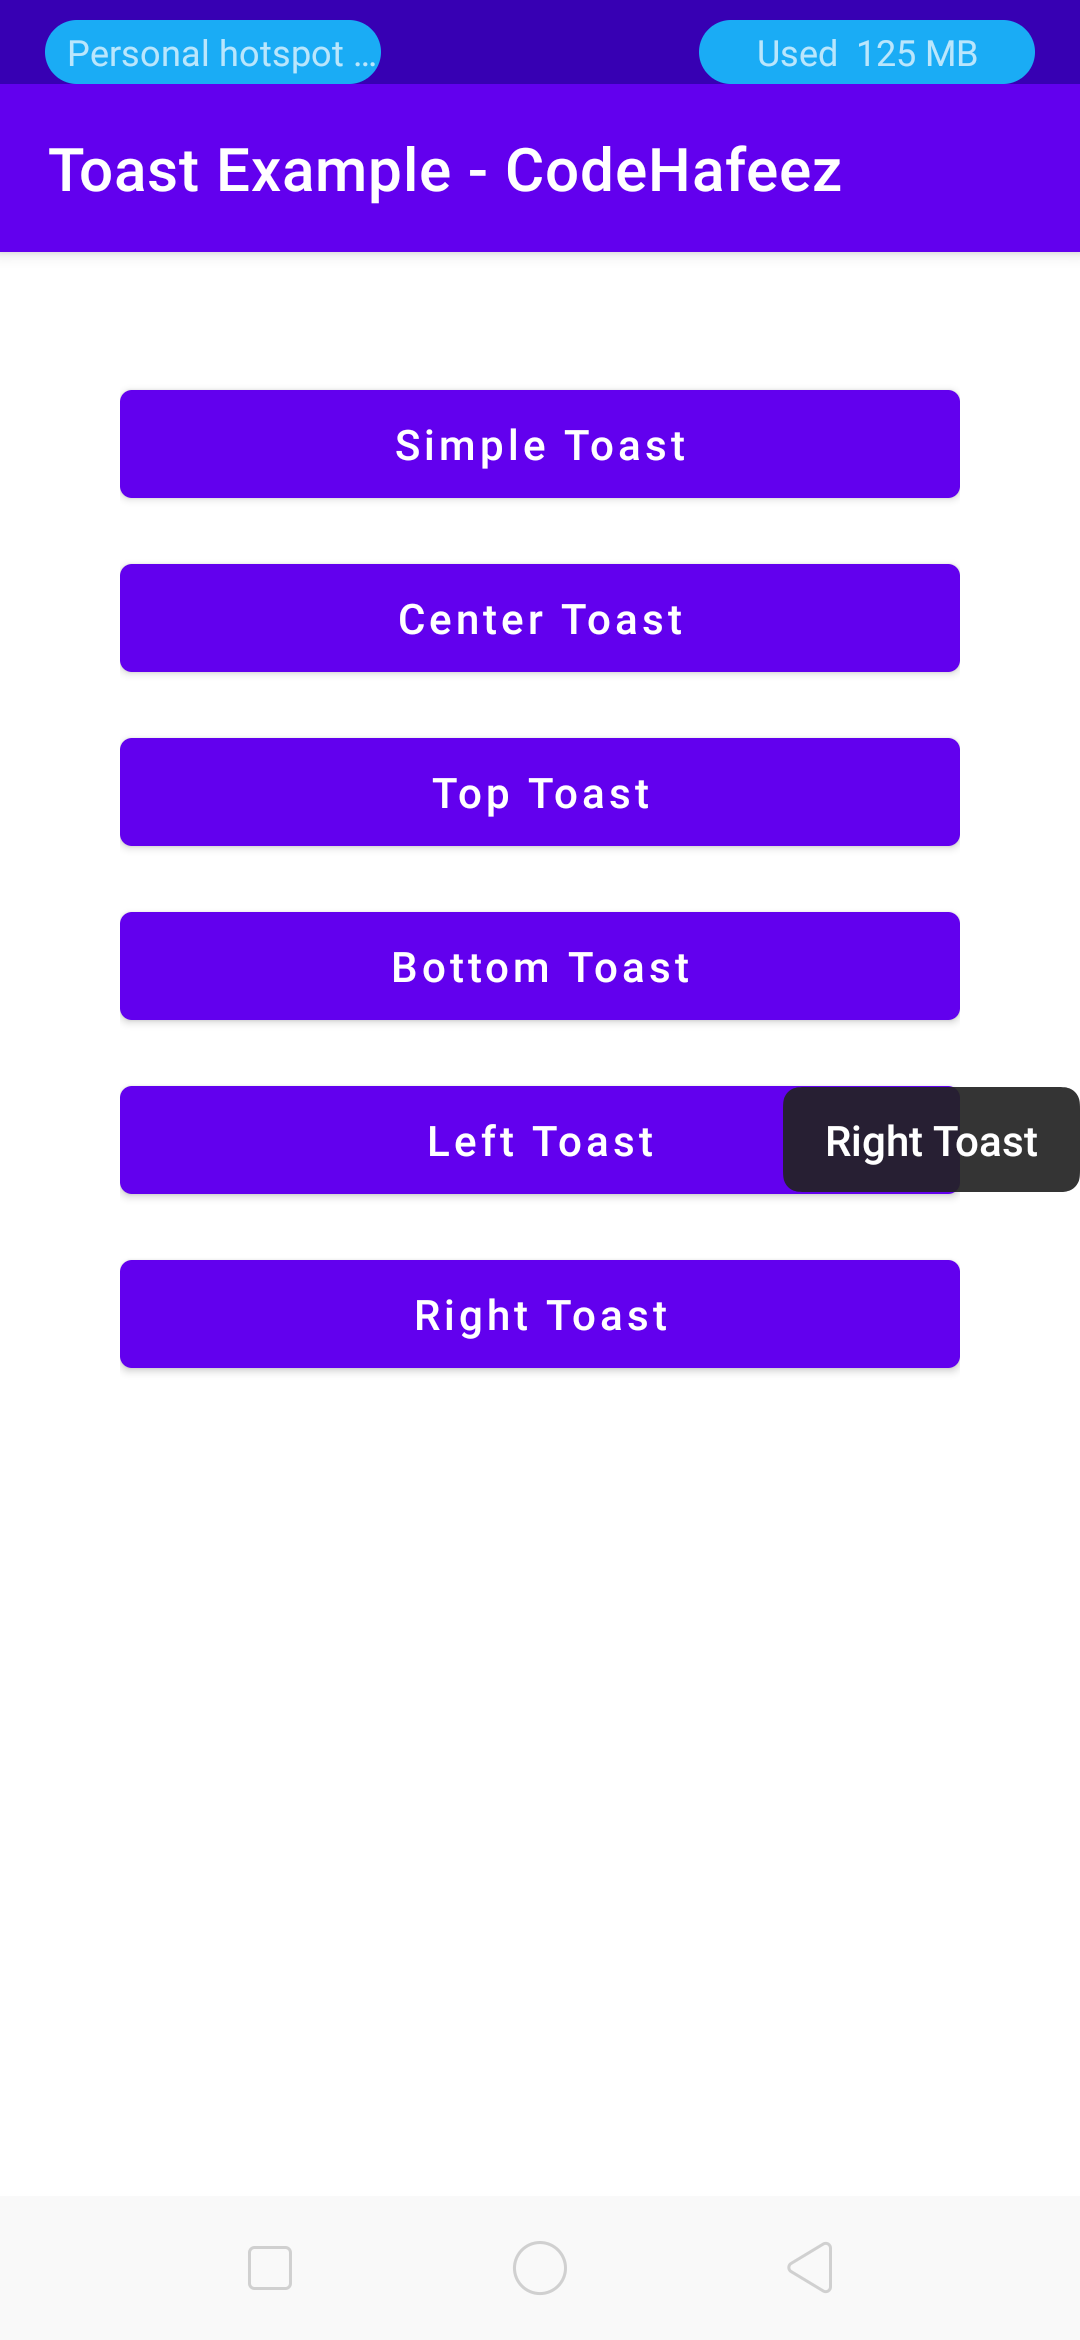 Personal hotspot ... Used 125 MB
Toast Example - CodeHafeez
Simple Toast
Center Toast
Top Toast
Bottom Toast
Left Toast Right Toast
Right Toast